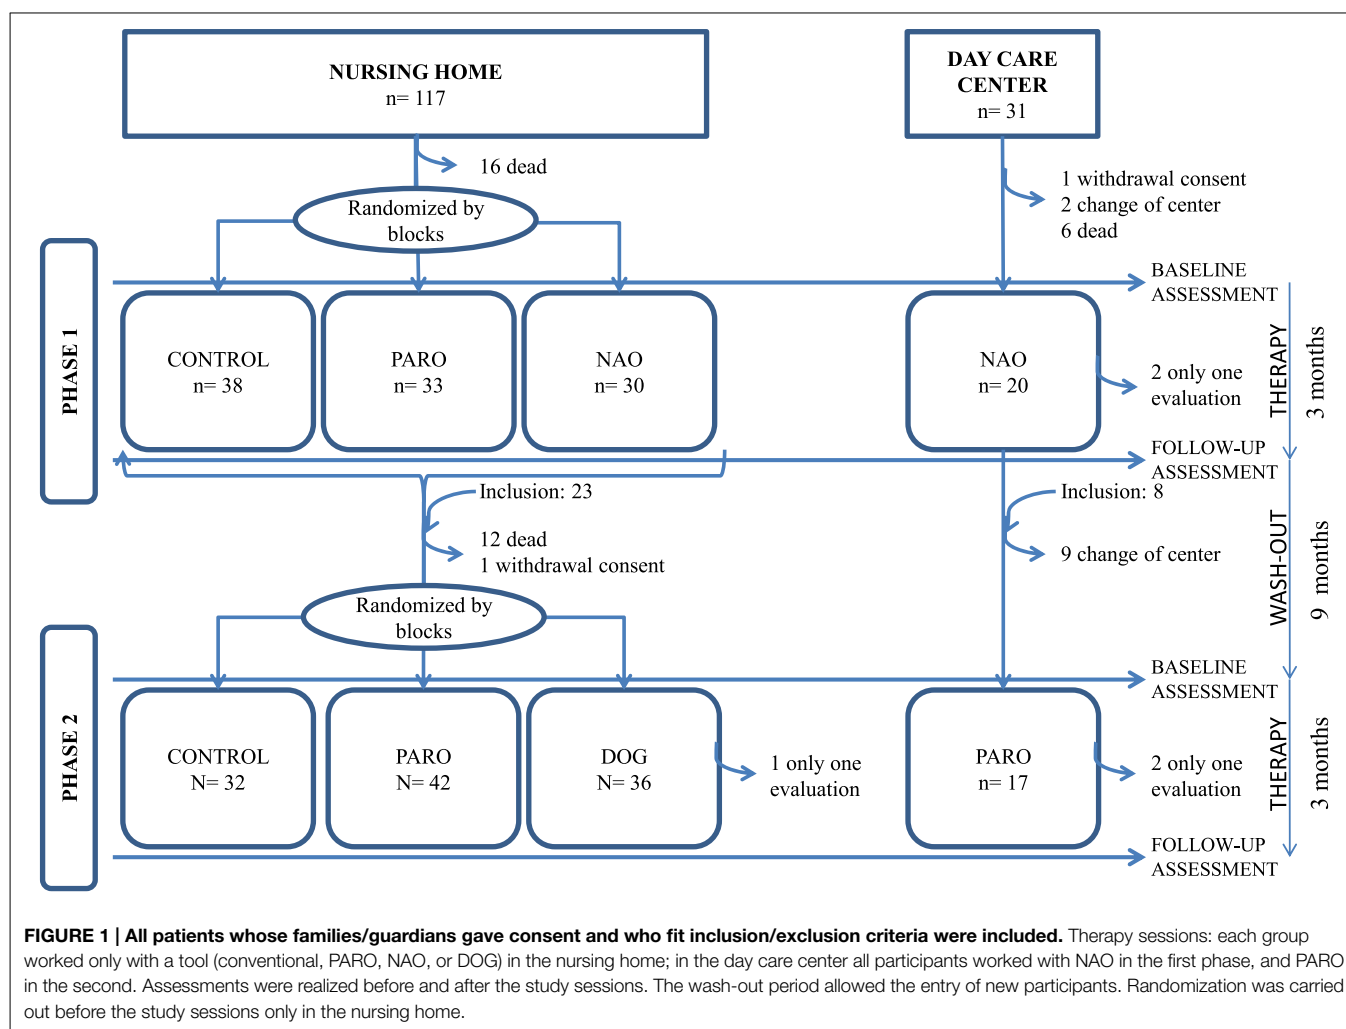 NURSING HOME
n= 117
DAY CARE
CENTER
n= 31
16 dead
1 withdrawal consent
2 change of center
6 dead
Randomized by
blocks
PHASE 1
BASELINE
ASSESSMENT
CONTROL
n= 38
PARO
n= 33
NAO
n= 30
NAO
n= 20
2 only one
evaluation
THERAPY
3 months
FOLLOW-UP
ASSESSMENT
Inclusion: 23
Inclusion: 8
12 dead
1 withdrawal consent
9 change of center
WASH-OUT
9 months
Randomized by
blocks
PHASE 2
BASELINE
ASSESSMENT
CONTROL
N= 32
PARO
N= 42
DOG
N= 36
1 only one
evaluation
PARO
n= 17
2 only one
evaluation
THERAPY
3 months
FOLLOW-UP
ASSESSMENT
FIGURE 1 | All patients whose families/guardians gave consent and who fit inclusion/exclusion criteria were included. Therapy sessions: each group
worked only with a tool (conventional, PARO, NAO, or DOG) in the nursing home; in the day care center all participants worked with NAO in the first phase, and PARO
in the second. Assessments were realized before and after the study sessions. The wash-out period allowed the entry of new participants. Randomization was carried
out before the study sessions only in the nursing home.